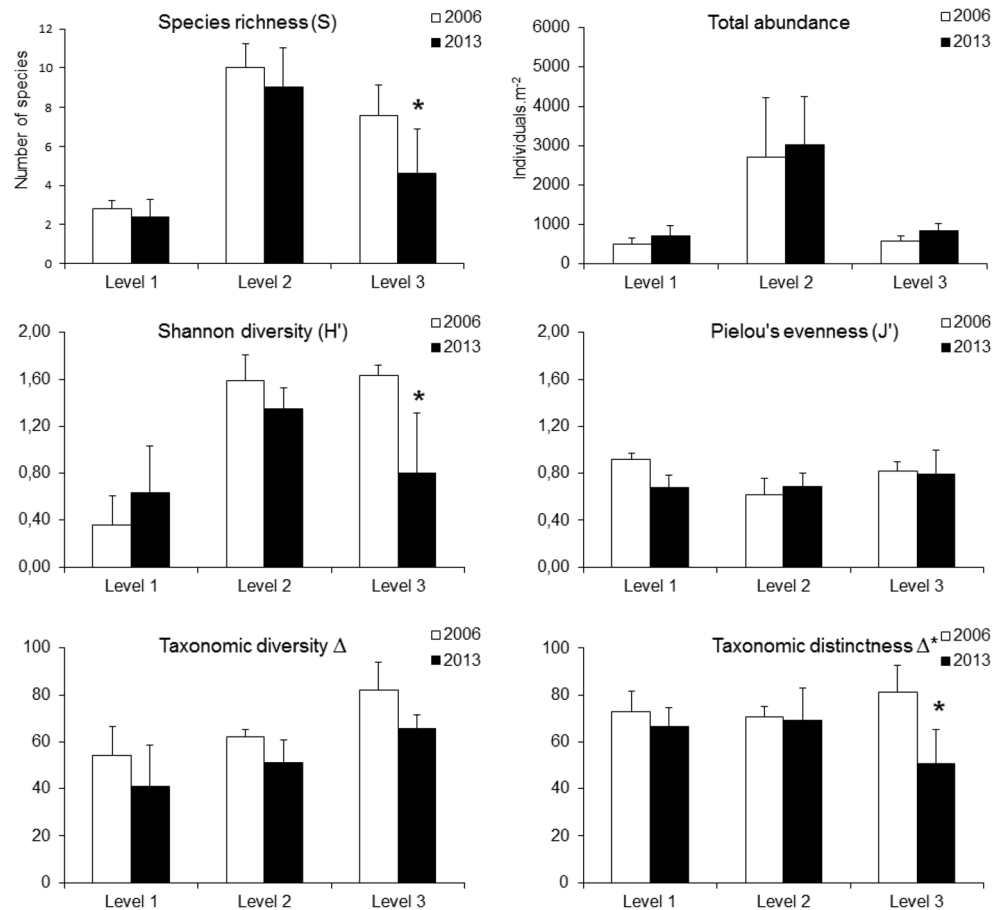 Species richness (S)
2006
2013
Number of species
12
10
8
6
4
2
0
*
Level 1
Level 2
Level 3
Total abundance
2006
2013
Individuals.m-2
6000
5000
4000
3000
2000
1000
0
Level 1
Level 2
Level 3
Shannon diversity (H')
2006
2013
2,00
1,60
1,20
0,80
0,40
0,00
*
Level 1
Level 2
Level 3
Pielou's evenness (J')
2006
2013
2,00
1,60
1,20
0,80
0,40
0,00
Level 1
Level 2
Level 3
Taxonomic diversity Δ
2006
2013
100
80
60
40
20
0
Level 1
Level 2
Level 3
Taxonomic distinctness Δ*
2006
2013
100
80
60
40
20
0
*
Level 1
Level 2
Level 3